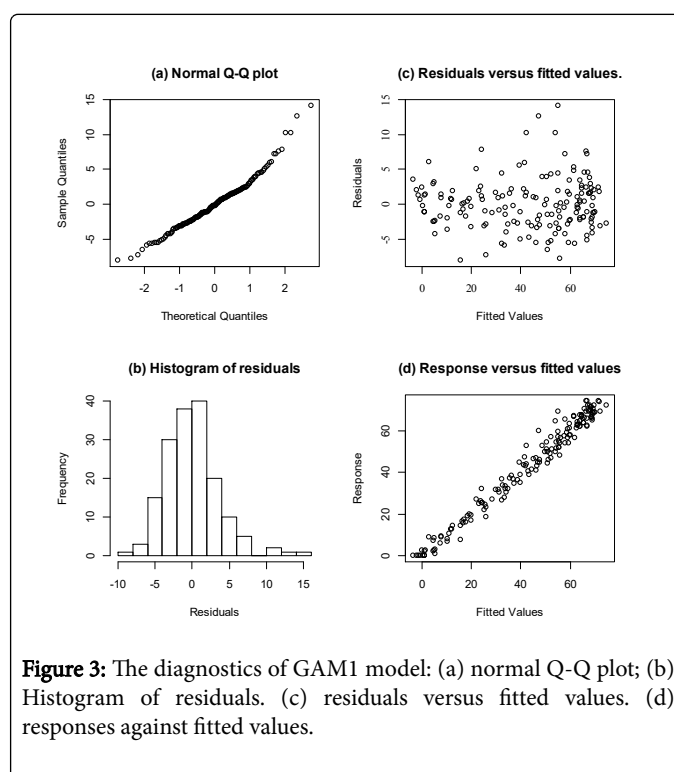 (a) Normal Q-Q plot
15
10
5
0
-5
Sample Quantiles
-2 -1 0 1 2
Theoretical Quantiles
(c) Residuals versus fitted values.
15
10
5
0
-5
Residuals
0 20 40 60
Fitted Values
(b) Histogram of residuals
40
30
20
10
0
Frequency
-10 -5 0 5 10 15
Residuals
(d) Response versus fitted values
60
40
20
0
Response
0 20 40 60
Fitted Values
Figure 3: The diagnostics of GAM1 model: (a) normal Q-Q plot; (b)
Histogram of residuals. (c) residuals versus fitted values. (d)
responses against fitted values.